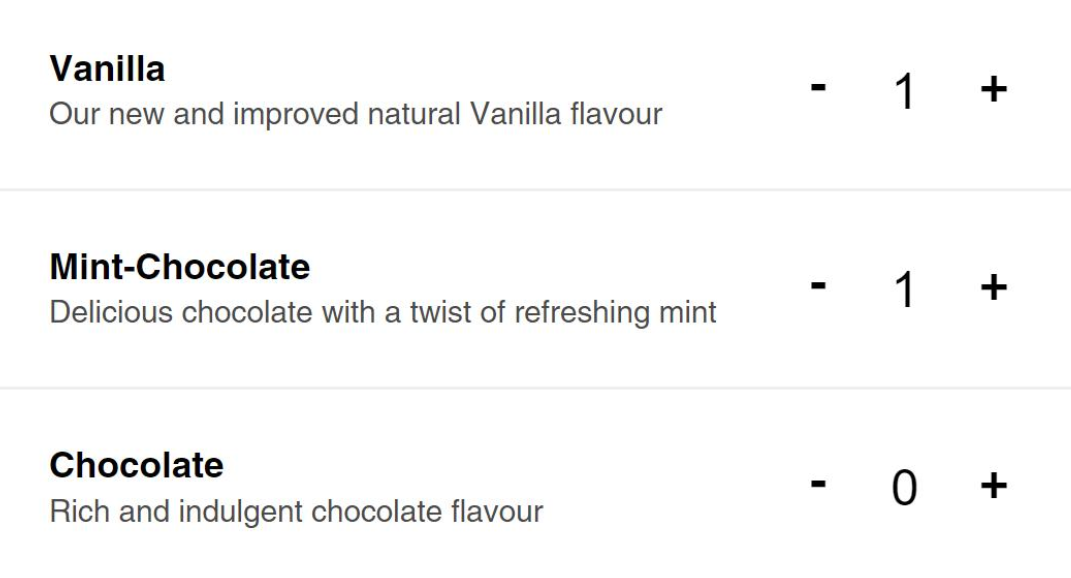 Vanilla
Our new and improved natural Vanilla flavour
- 1 +
Mint-Chocolate
Delicious chocolate with a twist of refreshing mint
- 1 +
Chocolate
Rich and indulgent chocolate flavour
- 0 +